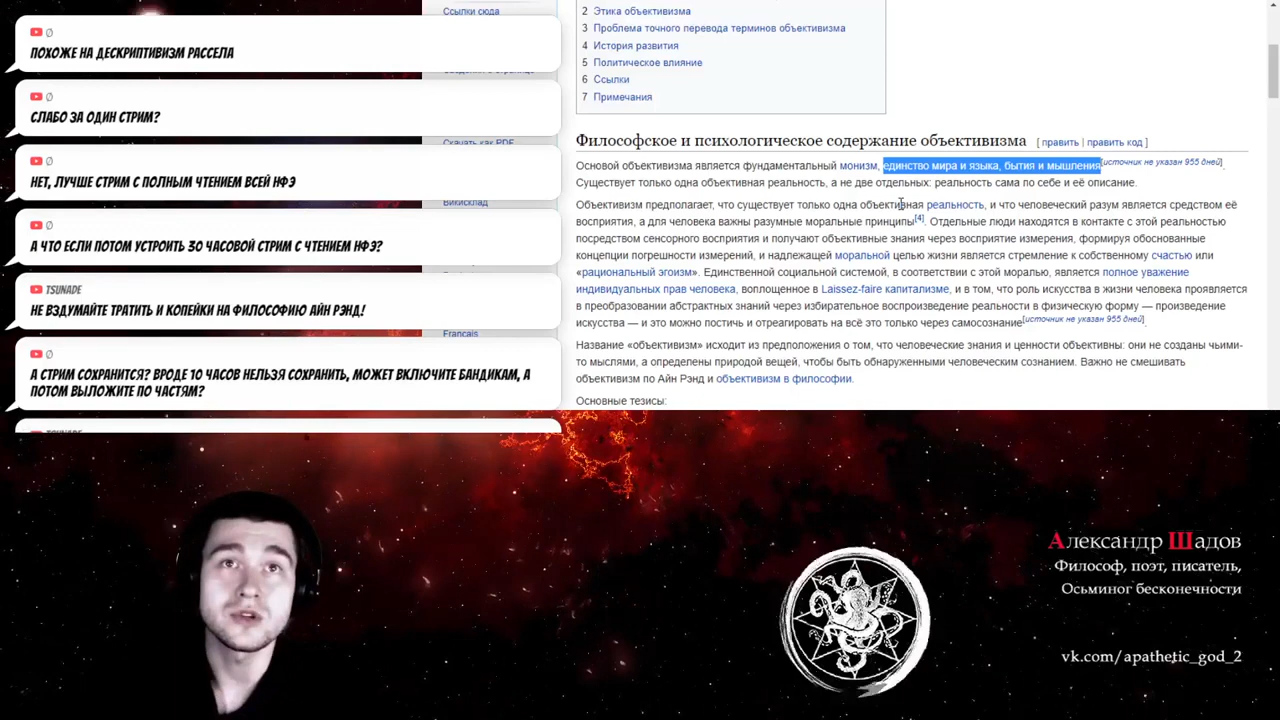 Ø
ПОХОЖЕ НА ДЕСКРИПТИВИЗМ РАССЕЛА
Ø
СЛАБО ЗА ОДИН СТРИМ?
Ø
НЕТ, ЛУЧШЕ СТРИМ С ПОЛНЫМ ЧТЕНИЕМ ВСЕЙ НФЭ
Ø
А ЧТО ЕСЛИ ПОТОМ УСТРОИТЬ 30 ЧАСОВОЙ СТРИМ С ЧТЕНИЕМ НФЭ?
TSUNADE
НЕ ВЗДУМАЙТЕ ТРАТИТЬ И КОПЕЙКИ НА ФИЛОСОФИЮ АЙН РЭНД!
Ø
А СТРИМ СОХРАНИТСЯ? ВРОДЕ 10 ЧАСОВ НЕЛЬЗЯ СОХРАНИТЬ, МОЖЕТ ВКЛЮЧИТЕ БАНДИКАМ, А
ПОТОМ ВЫЛОЖИТЕ ПО ЧАСТЯМ?
Ссылки сюда
Скачать как PDF
Викисклад
Français
2 Этика объективизма
3 Проблема точного перевода терминов объективизма
4 История развития
5 Политическое влияние
6 Ссылки
7 Примечания
Философское и психологическое содержание объективизма [ править | править код ]
Основой объективизма является фундаментальный монизм, единство мира и языка, бытия и мышления[источник не указан 955 дней].
Существует только одна объективная реальность, а не две отдельных: реальность сама по себе и её описание.
Объективизм предполагает, что существует только одна объективная реальность, и что человеческий разум является средством её
восприятия, а для человека важны разумные моральные принципы[4]. Отдельные люди находятся в контакте с этой реальностью
посредством сенсорного восприятия и получают объективные знания через восприятие измерения, формируя обоснованные
концепции погрешности измерений, и надлежащей моральной целью жизни является стремление к собственному счастью или
«рациональный эгоизм». Единственной социальной системой, в соответствии с этой моралью, является полное уважение
индивидуальных прав человека, воплощенное в Laissez-faire капитализме, и в том, что роль искусства в жизни человека проявляется
в преобразовании абстрактных знаний через избирательное воспроизведение реальности в физическую форму — произведение
искусства — и это можно постичь и отреагировать на всё это только через самосознание[источник не указан 955 дней].
Название «объективизм» исходит из предположения о том, что человеческие знания и ценности объективны: они не созданы чьими-
то мыслями, а определены природой вещей, чтобы быть обнаруженными человеческим сознанием. Важно не смешивать
объективизм по Айн Рэнд и объективизм в философии.
Основные тезисы:
Александр Шадов
Философ, поэт, писатель,
Осьминог бесконечности
vk.com/apathetic_god_2